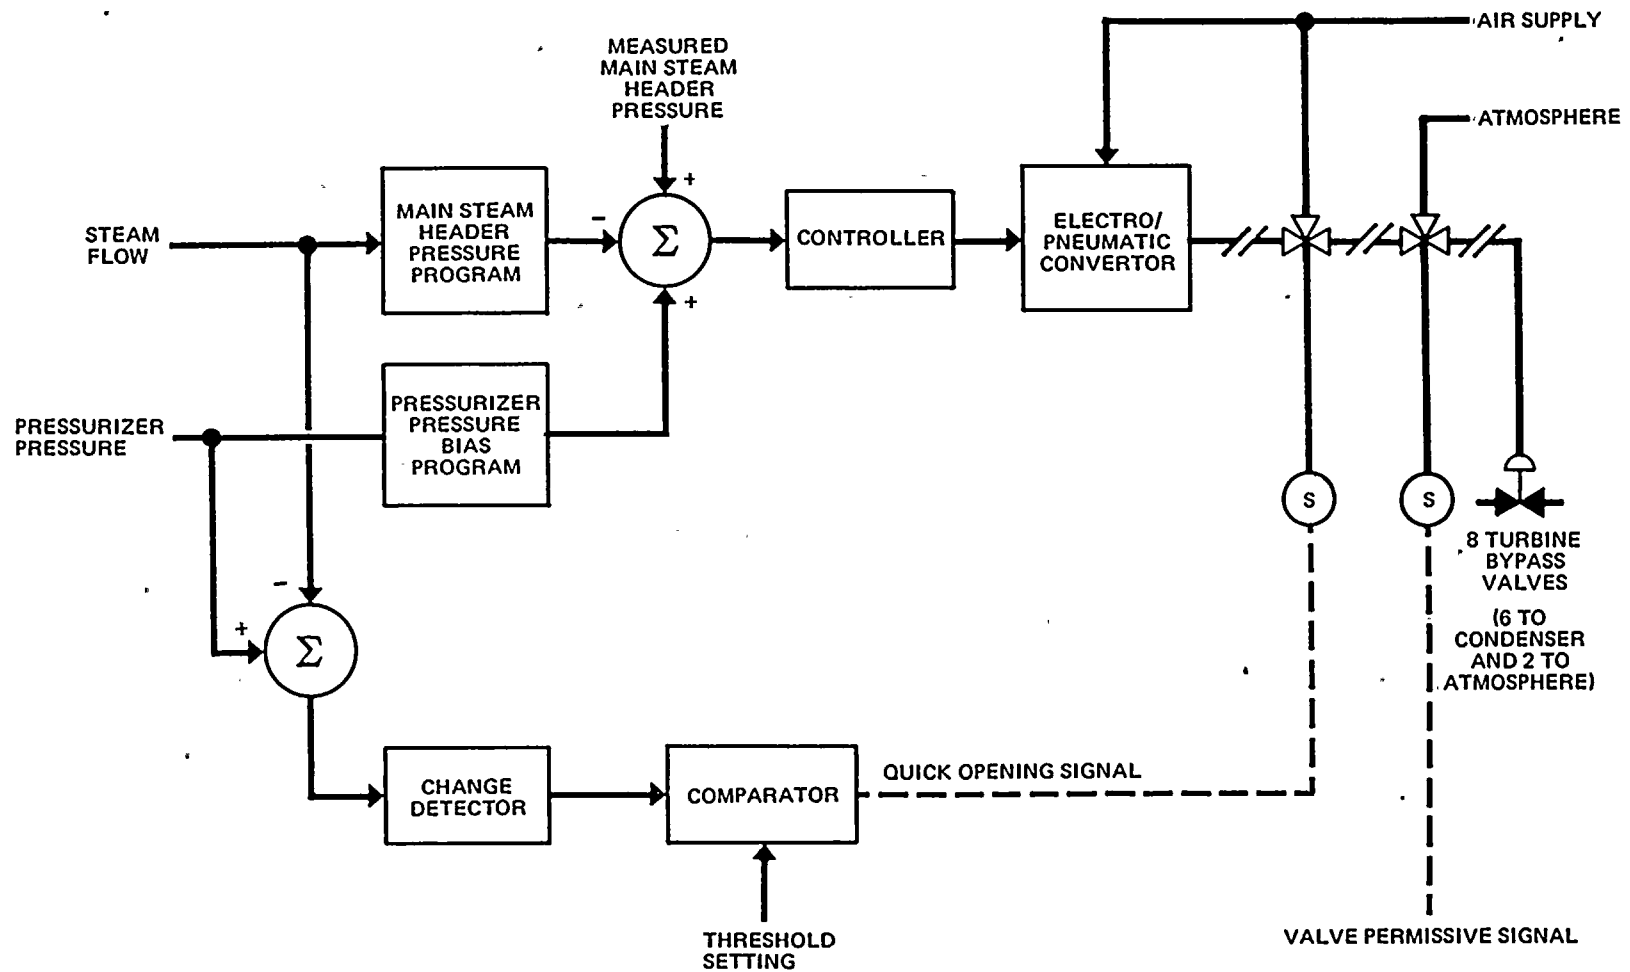 AIR SUPPLY
MEASURED
MAIN STEAM
HEADER
PRESSURE
ATMOSPHERE
+
STEAM
FLOW
MAIN STEAM
HEADER
PRESSURE
PROGRAM
-
Σ
CONTROLLER
ELECTRO/
PNEUMATIC
CONVERTOR
+
PRESSURIZER
PRESSURE
PRESSURIZER
PRESSURE
BIAS
PROGRAM
S
S
8 TURBINE
BYPASS
VALVES
(6 TO
CONDENSER
AND 2 TO
ATMOSPHERE)
-
+
Σ
CHANGE
DETECTOR
COMPARATOR
QUICK OPENING SIGNAL
THRESHOLD
SETTING
VALVE PERMISSIVE SIGNAL